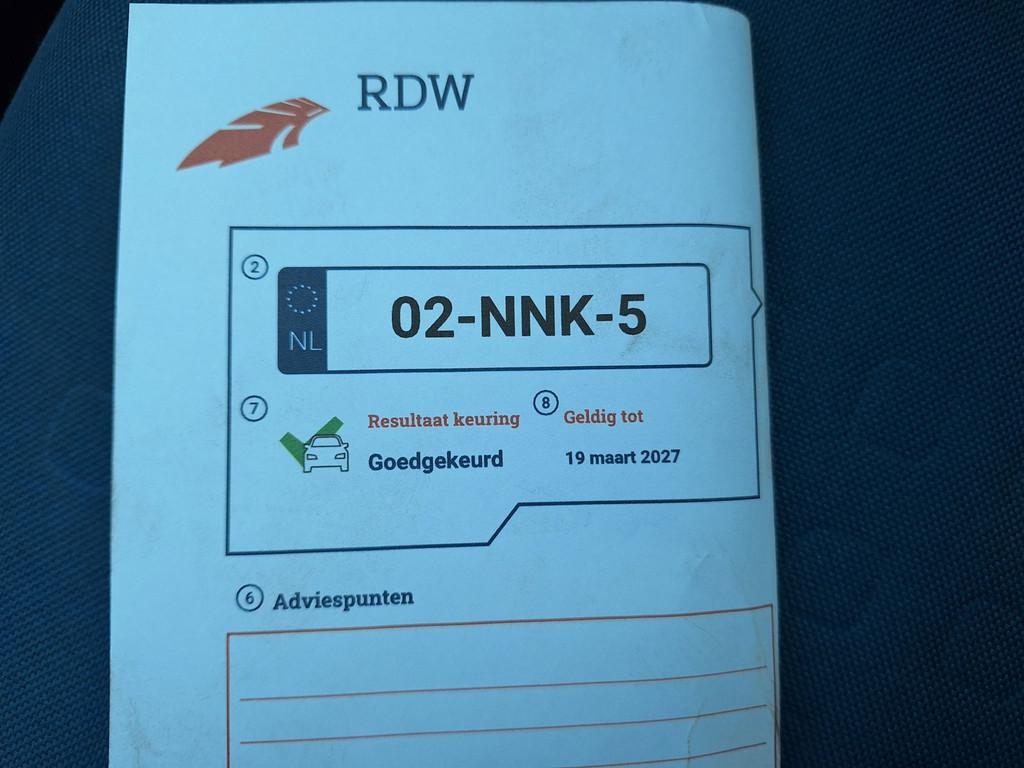 RDW
2
NL
02-NNK-5
7
Resultaat keuring
8
Geldig tot
Goedgekeurd
19 maart 2027
6 Adviespunten